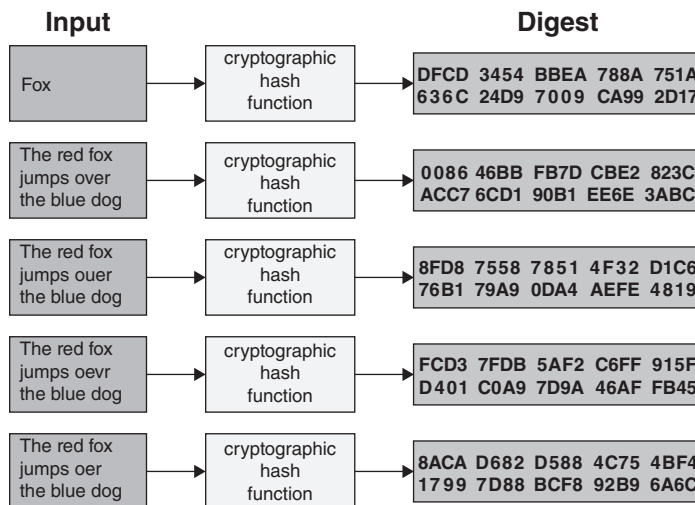 Input
Digest
Fox
cryptographic
hash
function
DFCD 3454 BBEA 788A 751A
636C 24D9 7009 CA99 2D17
The red fox
jumps over
the blue dog
cryptographic
hash
function
0086 46BB FB7D CBE2 823C
ACC7 6CD1 90B1 EE6E 3ABC
The red fox
jumps ouer
the blue dog
cryptographic
hash
function
8FD8 7558 7851 4F32 D1C6
76B1 79A9 0DA4 AEFE 4819
The red fox
jumps oevr
the blue dog
cryptographic
hash
function
FCD3 7FDB 5AF2 C6FF 915F
D401 C0A9 7D9A 46AF FB45
The red fox
jumps oer
the blue dog
cryptographic
hash
function
8ACA D682 D588 4C75 4BF4
1799 7D88 BCF8 92B9 6A6C